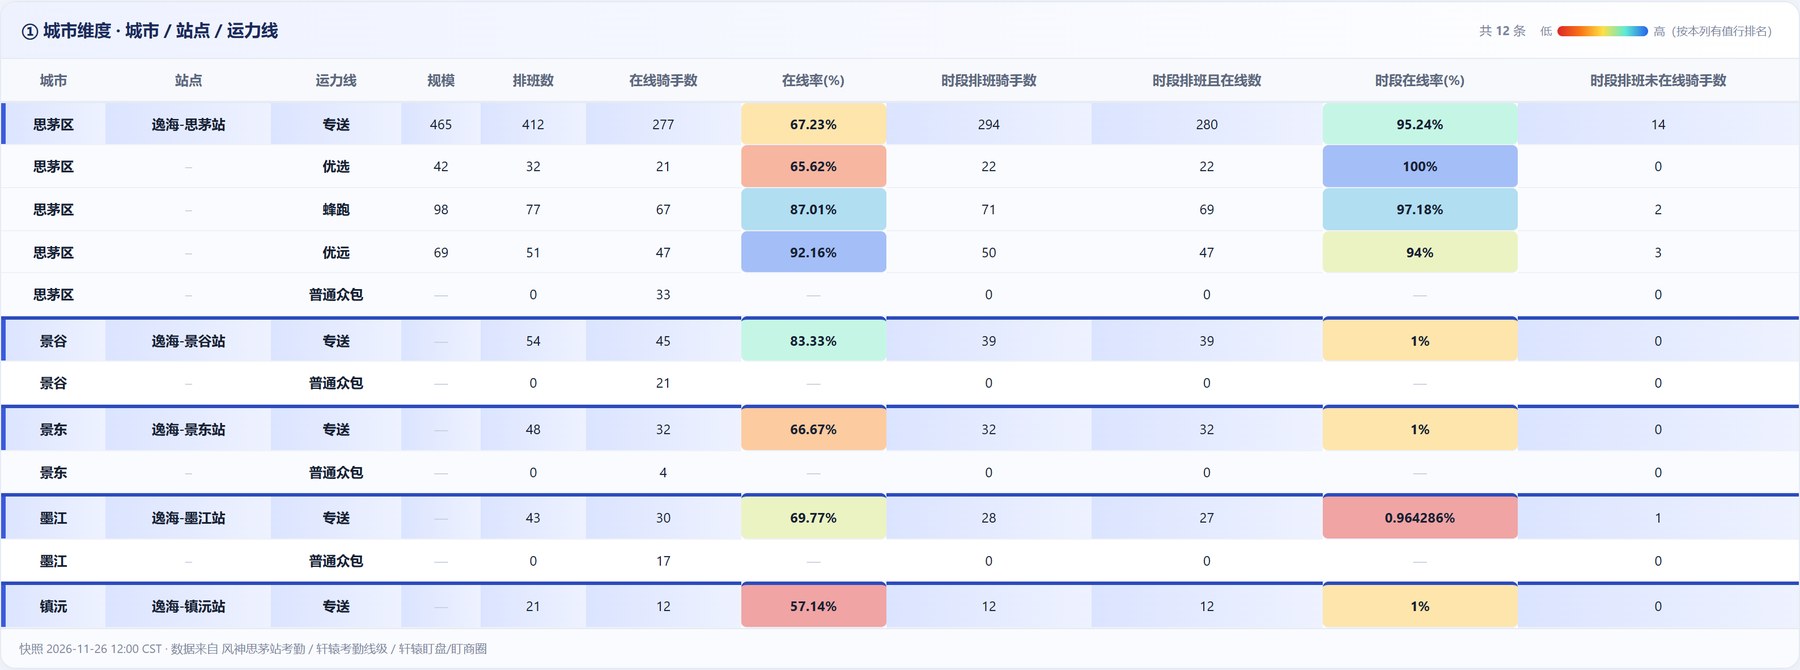 ① 城市维度 · 城市 / 站点 / 运力线
共 12 条 低 高 (按本列有值行排名)
城市 站点 运力线 规模 排班数 在线骑手数 在线率(%) 时段排班骑手数 时段排班且在线数 时段在线率(%) 时段排班未在线骑手数
思茅区 逸海-思茅站 专送 465 412 277 67.23% 294 280 95.24% 14
思茅区 – 优选 42 32 21 65.62% 22 22 100% 0
思茅区 – 蜂跑 98 77 67 87.01% 71 69 97.18% 2
思茅区 – 优远 69 51 47 92.16% 50 47 94% 3
思茅区 – 普通众包 — 0 33 — 0 0 — 0
景谷 逸海-景谷站 专送 — 54 45 83.33% 39 39 1% 0
景谷 – 普通众包 — 0 21 — 0 0 — 0
景东 逸海-景东站 专送 — 48 32 66.67% 32 32 1% 0
景东 – 普通众包 — 0 4 — 0 0 — 0
墨江 逸海-墨江站 专送 — 43 30 69.77% 28 27 0.964286% 1
墨江 – 普通众包 — 0 17 — 0 0 — 0
镇沅 逸海-镇沅站 专送 — 21 12 57.14% 12 12 1% 0
快照 2026-11-26 12:00 CST · 数据来自 风神思茅站考勤 / 轩辕考勤线级 / 轩辕盯盘/盯商圈